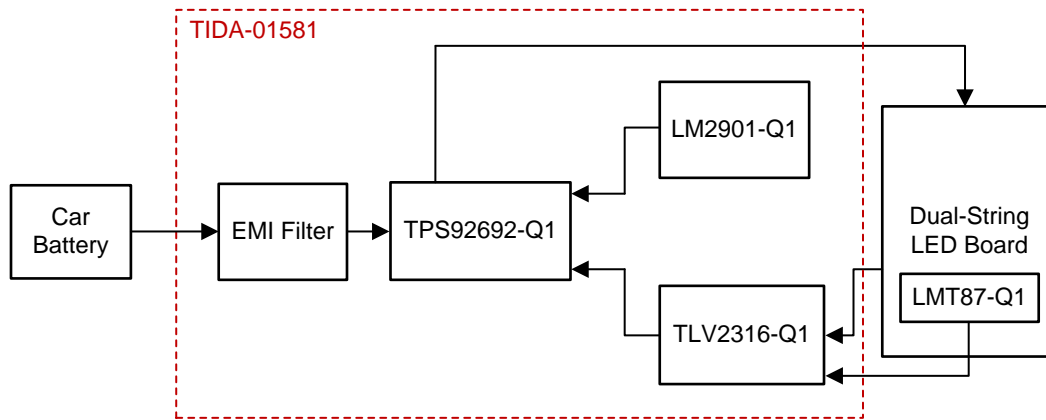 TIDA-01581
LM2901-Q1
Car
Battery
EMI Filter
TPS92692-Q1
Dual-String
LED Board
LMT87-Q1
TLV2316-Q1